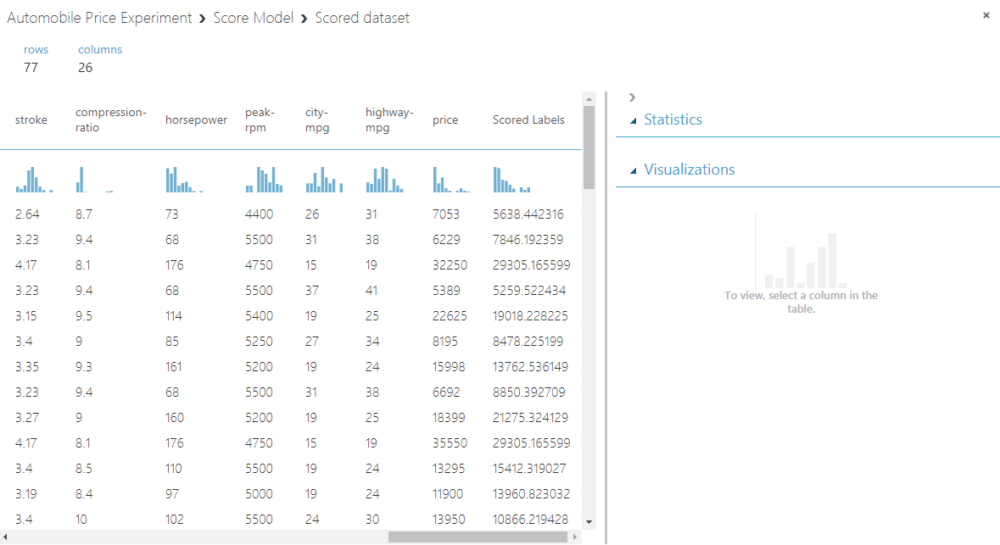 Automobile Price Experiment › Score Model › Scored dataset ×
rows columns
77 26
stroke compression-ratio horsepower peak-rpm city-mpg highway-mpg price Scored Labels
2.64 8.7 73 4400 26 31 7053 5638.442316
3.23 9.4 68 5500 31 38 6229 7846.192359
4.17 8.1 176 4750 15 19 32250 29305.165599
3.23 9.4 68 5500 37 41 5389 5259.522434
3.15 9.5 114 5400 19 25 22625 19018.228225
3.4 9 85 5250 27 34 8195 8478.225199
3.35 9.3 161 5200 19 24 15998 13762.536149
3.23 9.4 68 5500 31 38 6692 8850.392709
3.27 9 160 5200 19 25 18399 21275.324129
4.17 8.1 176 4750 15 19 35550 29305.165599
3.4 8.5 110 5500 19 24 13295 15412.319027
3.19 8.4 97 5000 19 24 11900 13960.823032
3.4 10 102 5500 24 30 13950 10866.219428
Statistics
Visualizations
To view, select a column in the
table.